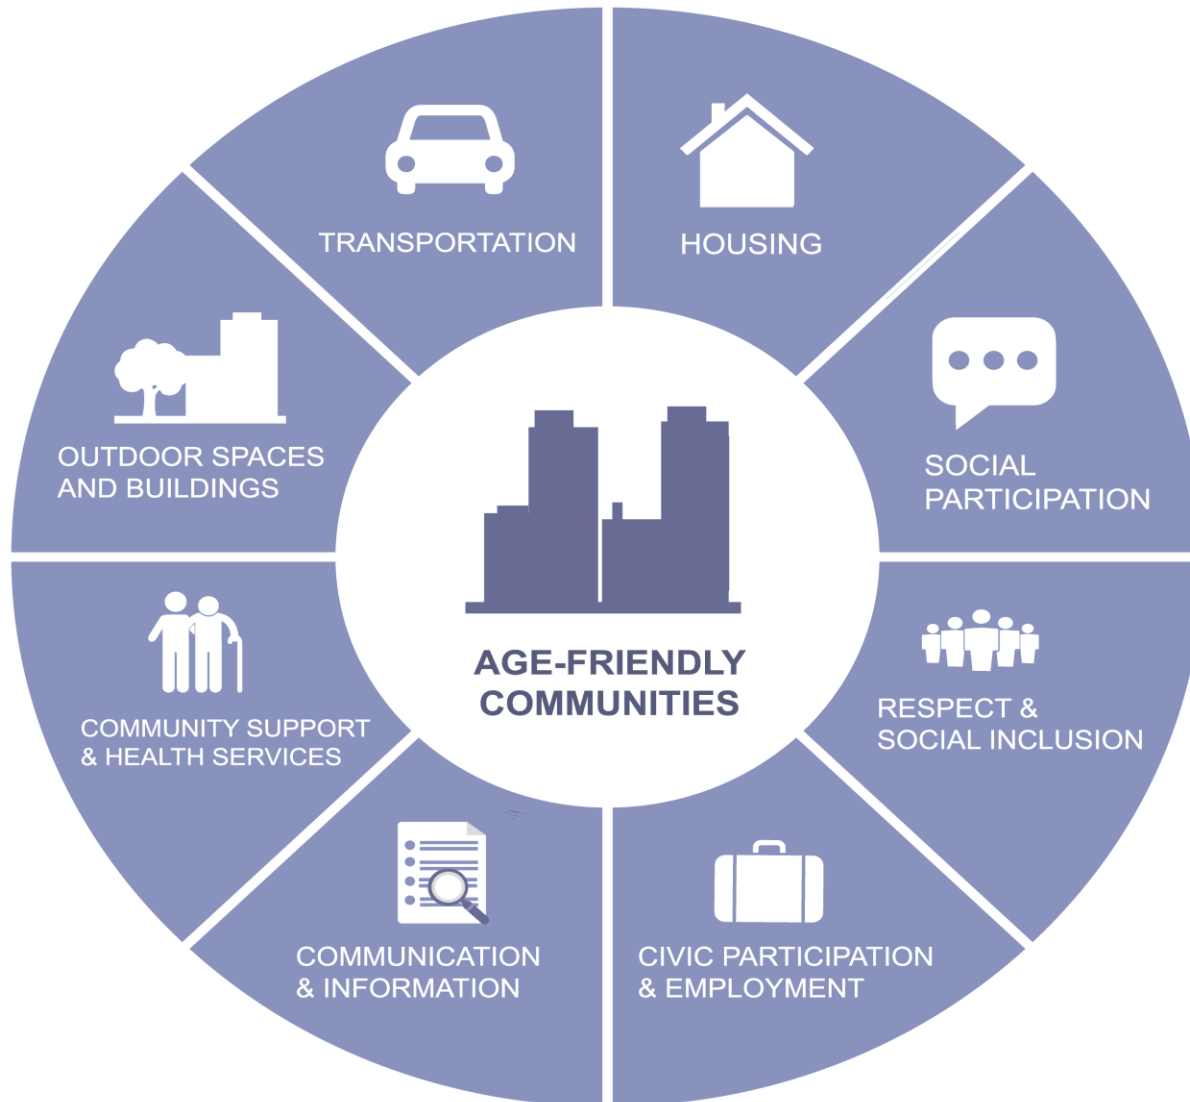 TRANSPORTATION
HOUSING
OUTDOOR SPACES
AND BUILDINGS
SOCIAL
PARTICIPATION
AGE-FRIENDLY
COMMUNITIES
COMMUNITY SUPPORT
& HEALTH SERVICES
RESPECT &
SOCIAL INCLUSION
COMMUNICATION
& INFORMATION
CIVIC PARTICIPATION
& EMPLOYMENT